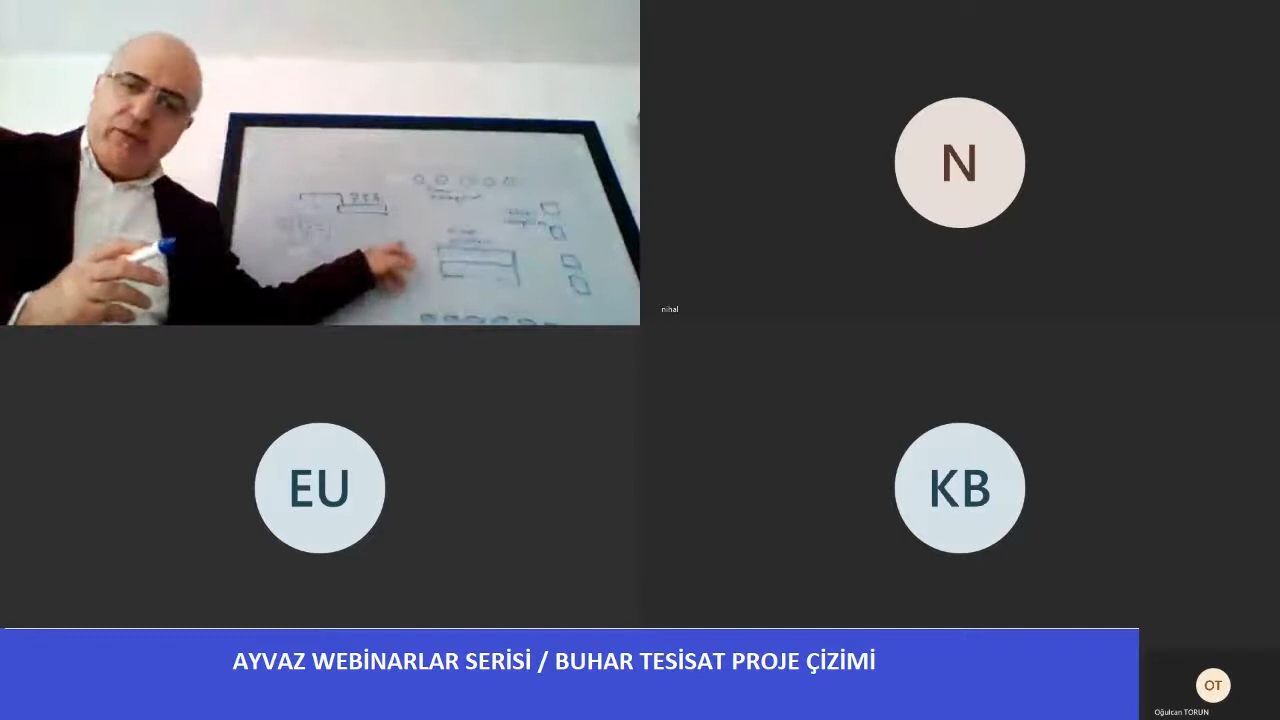 N
nihal
EU
KB
AYVAZ WEBİNARLAR SERİSİ / BUHAR TESİSAT PROJE ÇİZİMİ
OT
Oğulcan TORUN